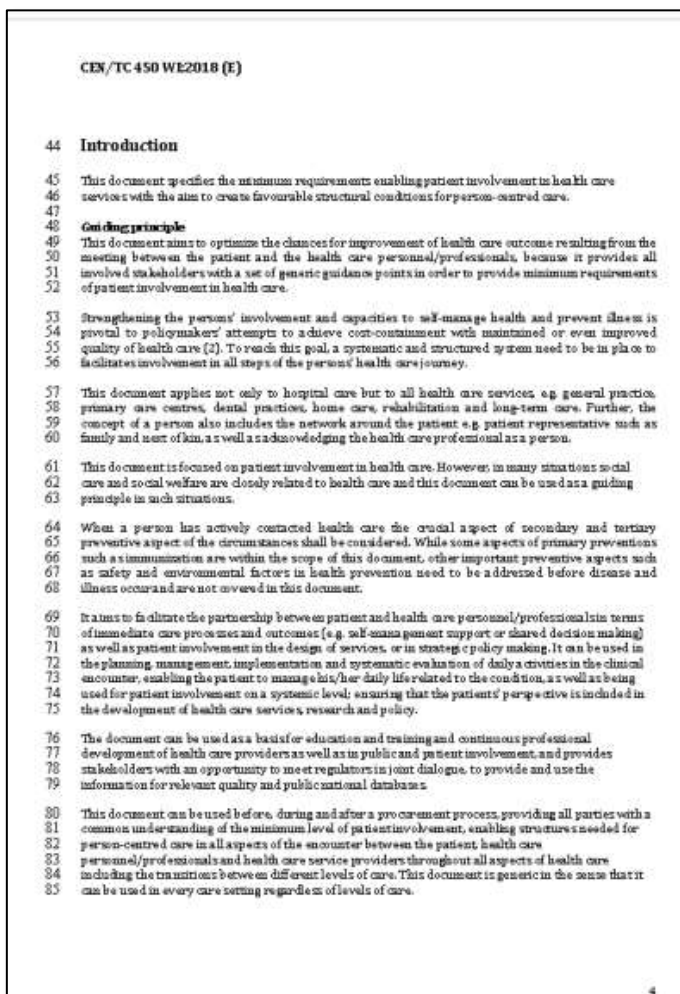 CEN/TC 450 WI:2018 (E)
44 Introduction
45 This document specifies the minimum requirements enabling patient involvement in health care
46 services with the aim to create favourable structural conditions for person-centred care.
47
48 Guiding principle
49 This document aims to optimize the chances for improvement of health care outcome resulting from the
50 meeting between the patient and the health care personnel/professionals, because it provides all
51 involved stakeholders with a set of generic guidance points in order to provide minimum requirements
52 of patient involvement in health care.
53 Strengthening the persons' involvement and capacities to self-manage health and prevent illness is
54 pivotal to policymakers' attempts to achieve cost-containment with maintained or even improved
55 quality of health care (2). To reach this goal, a systematic and structured system need to be in place to
56 facilitates involvement in all steps of the persons' health care journey.
57 This document applies not only to hospital care but to all health care services, e.g. general practice,
58 primary care centres, dental practices, home care, rehabilitation and long-term care. Further, the
59 concept of a person also includes the network around the patient e.g. patient representative such as
60 family and next of kin, as well as acknowledging the health care professional as a person.
61 This document is focused on patient involvement in health care. However, in many situations social
62 care and social welfare are closely related to health care and this document can be used as a guiding
63 principle in such situations.
64 When a person has actively contacted health care the crucial aspect of secondary and tertiary
65 preventive aspect of the circumstances shall be considered. While some aspects of primary preventions
66 such as immunization are within the scope of this document, other important preventive aspects such
67 as safety and environmental factors in health prevention need to be addressed before disease and
68 illness occur and are not covered in this document.
69 It aims to facilitate the partnership between patient and health care personnel/professionals in terms
70 of immediate care processes and outcomes (e.g. self-management support or shared decision making)
71 as well as patient involvement in the design of services, or in strategic policy making. It can be used in
72 the planning, management, implementation and systematic evaluation of daily activities in the clinical
73 encounter, enabling the patient to manage his/her daily life related to the condition, as well as being
74 used for patient involvement on a systemic level; ensuring that the patients' perspective is included in
75 the development of health care services, research and policy.
76 The document can be used as a basis for education and training and continuous professional
77 development of health care providers as well as in public and patient involvement, and provides
78 stakeholders with an opportunity to meet regulators in joint dialogue, to provide and use the
79 information for relevant quality and public national databases.
80 This document can be used before, during and after a procurement process, providing all parties with a
81 common understanding of the minimum level of patient involvement, enabling structures needed for
82 person-centred care in all aspects of the encounter between the patient, health care
83 personnel/professionals and health care service providers throughout all aspects of health care
84 including the transitions between different levels of care. This document is generic in the sense that it
85 can be used in every care setting regardless of levels of care.
4